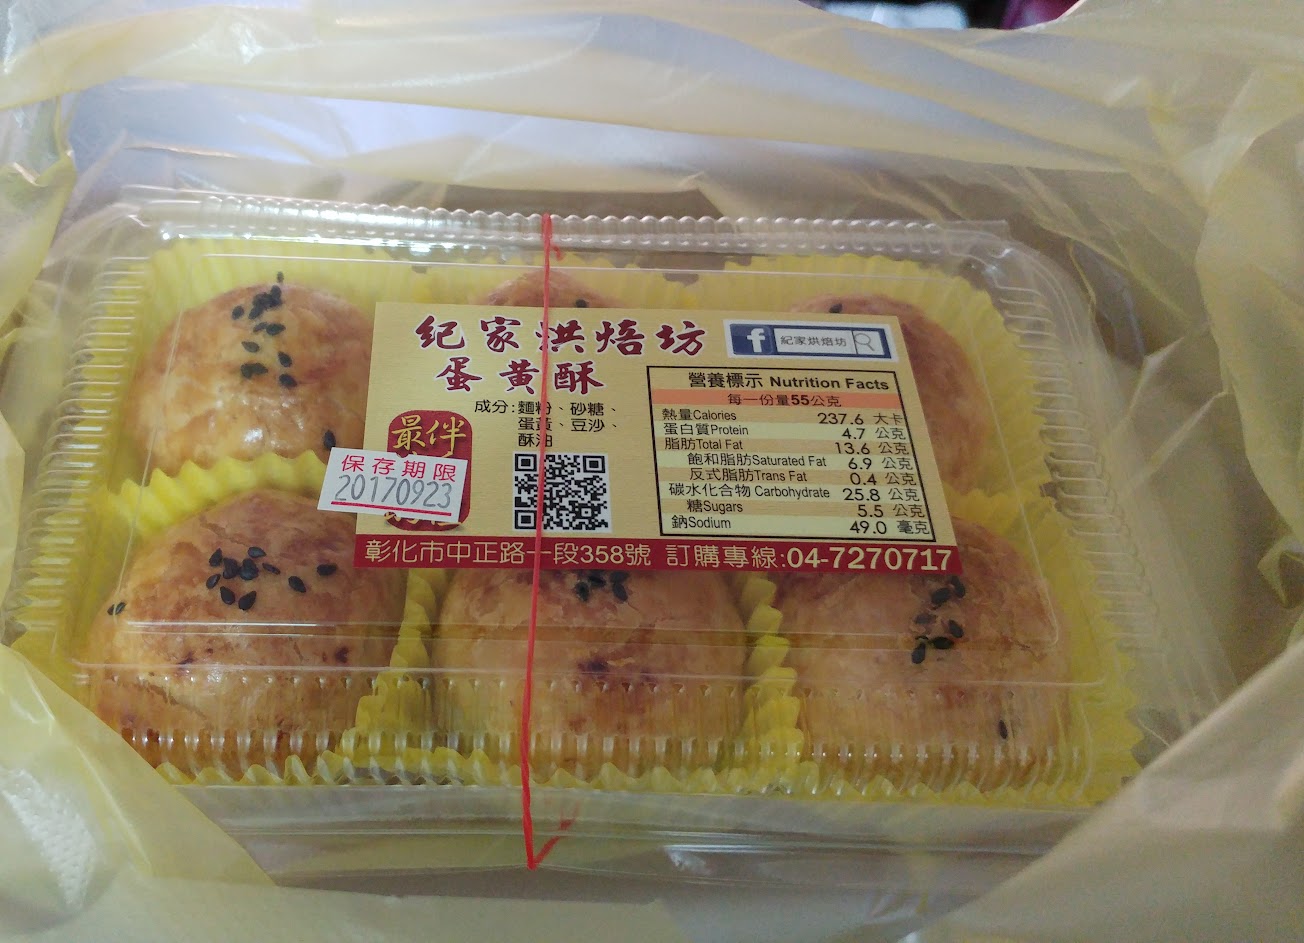 紀家烘焙坊
蛋黃酥
f 紀家烘焙坊
成分:麵粉、砂糖、
蛋黃、豆沙、
酥油
最伴
保存期限
20170923
營養標示 Nutrition Facts
每一份量55公克
熱量Calories 237.6 大卡
蛋白質Protein 4.7 公克
脂肪Total Fat 13.6 公克
飽和脂肪Saturated Fat 6.9 公克
反式脂肪Trans Fat 0.4 公克
碳水化合物 Carbohydrate 25.8 公克
糖Sugars 5.5 公克
鈉Sodium 49.0 毫克
彰化市中正路一段358號 訂購專線:04-7270717